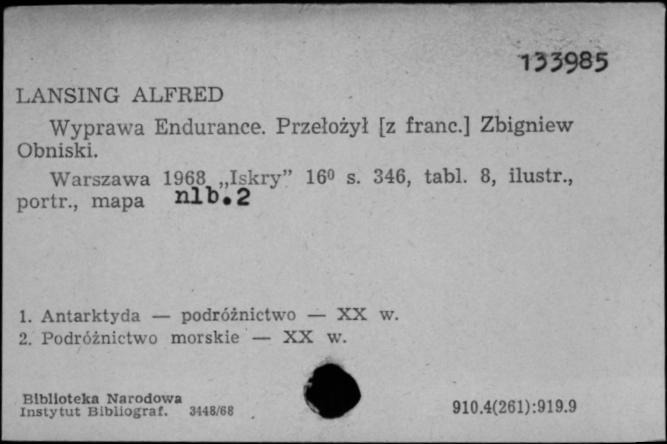 133985
LANSING ALFRED
Wyprawa Endurance. Przełożył [z franc.] Zbigniew
Obniski.
Warszawa 1968 „Iskry” 16⁰ s. 346, tabl. 8, ilustr.,
portr., mapa nlb.2
1. Antarktyda — podróżnictwo — XX w.
2. Podróżnictwo morskie — XX w.
Biblioteka Narodowa
Instytut Bibliograf. 3448/68
910.4(261):919.9